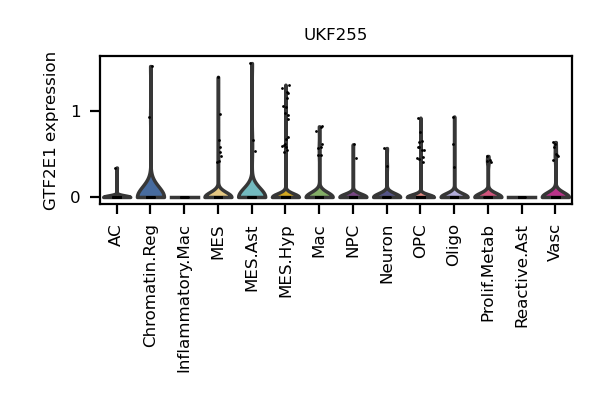 UKF255
GTF2E1 expression
1
0
AC
Chromatin.Reg
Inflammatory.Mac
MES
MES.Ast
MES.Hyp
Mac
NPC
Neuron
OPC
Oligo
Prolif.Metab
Reactive.Ast
Vasc